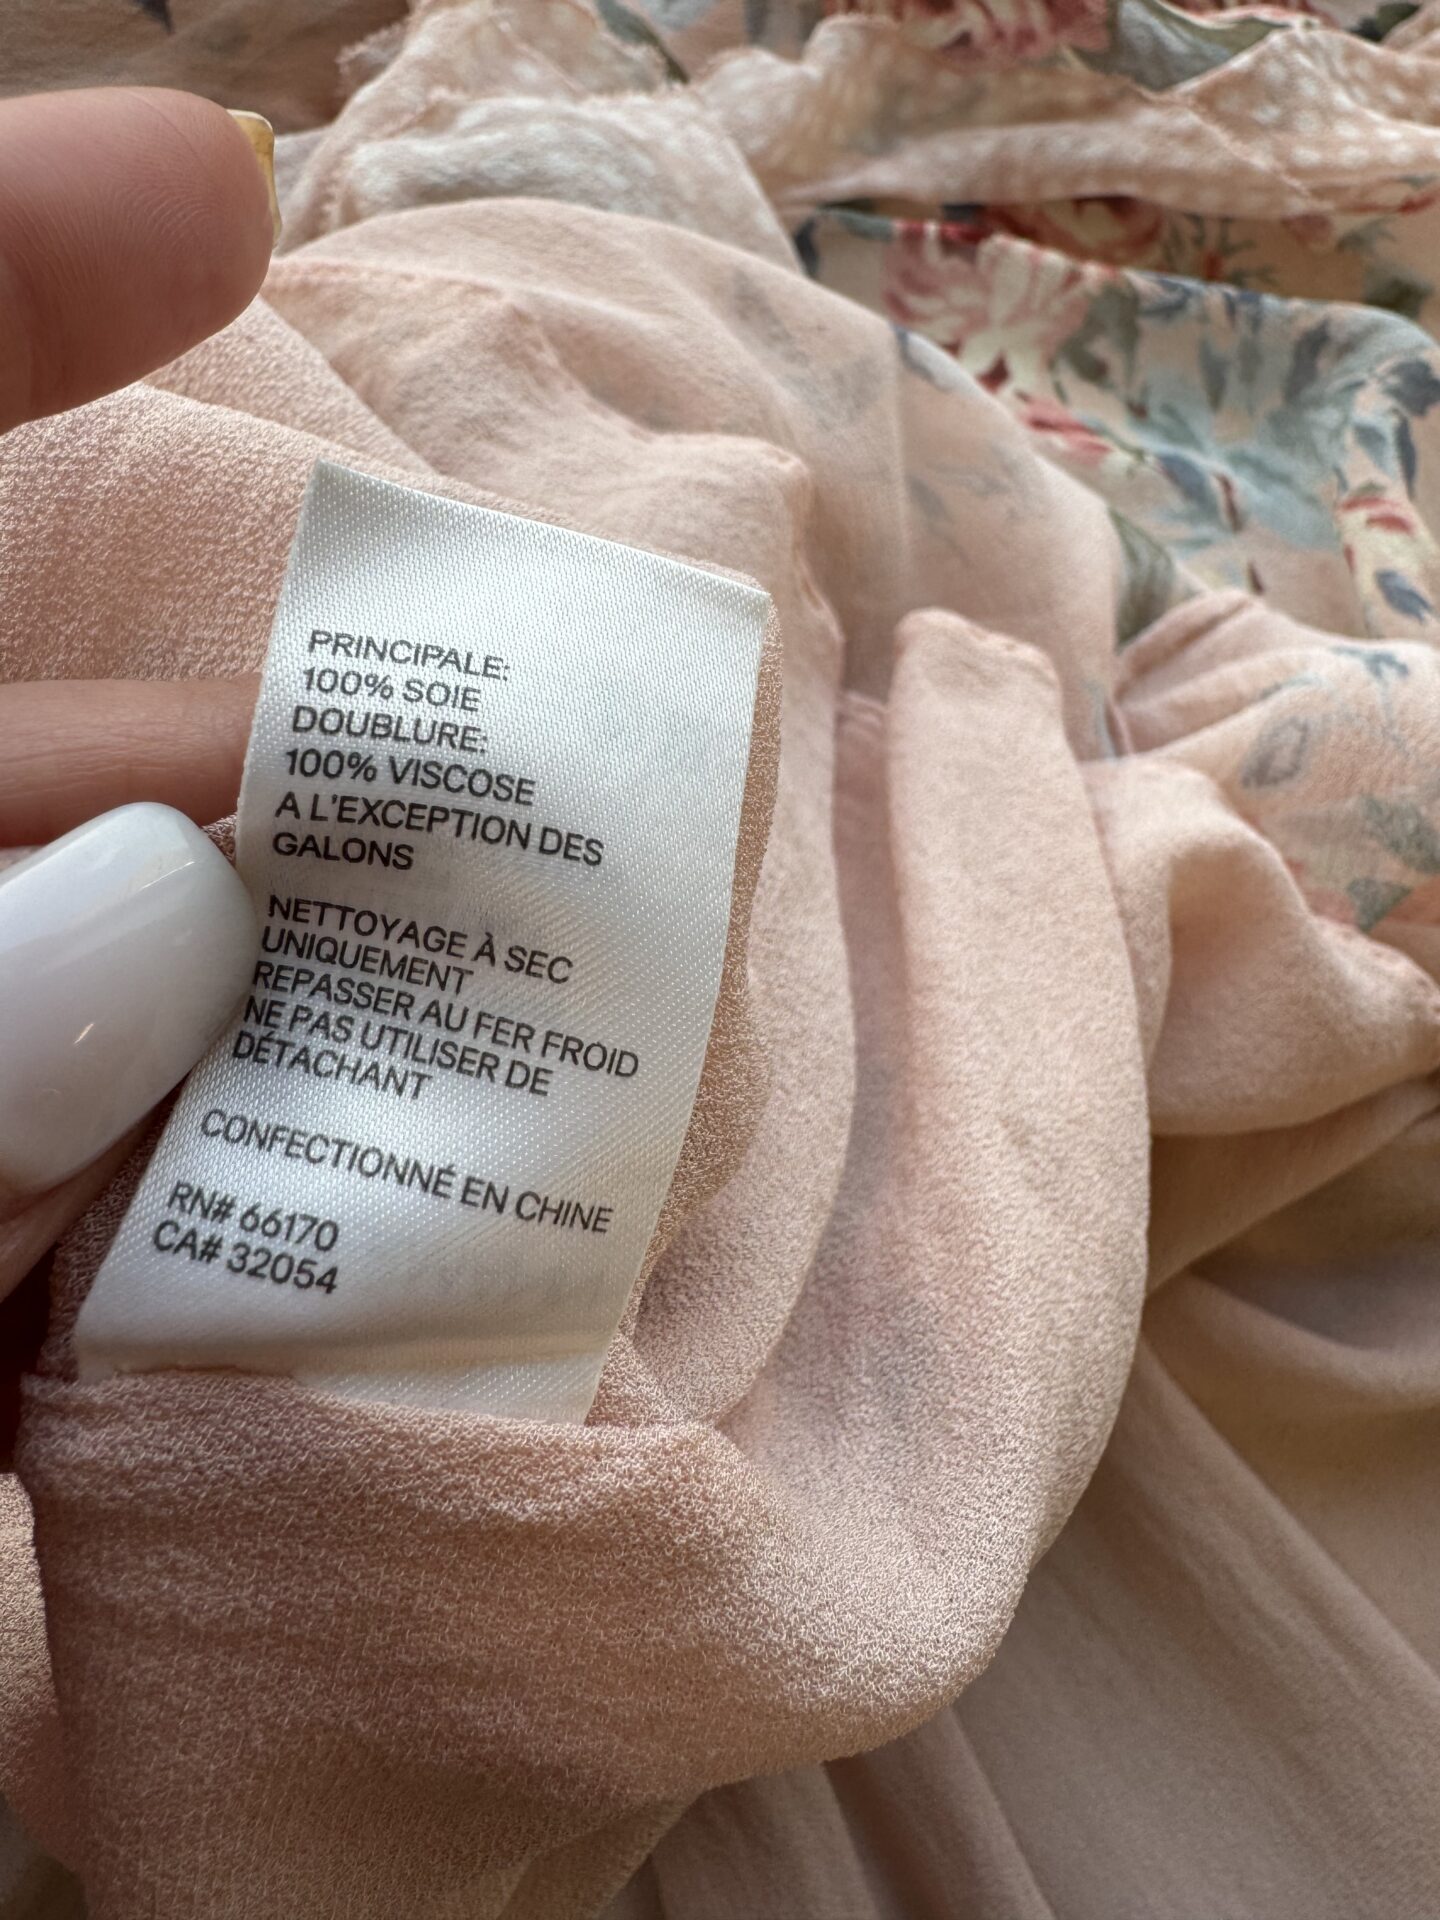 PRINCIPALE:
100% SOIE
DOUBLURE:
100% VISCOSE
A L'EXCEPTION DES
GALONS
NETTOYAGE À SEC
UNIQUEMENT
REPASSER AU FER FROID
NE PAS UTILISER DE
DÉTACHANT
CONFECTIONNÉ EN CHINE
RN# 66170
CA# 32054